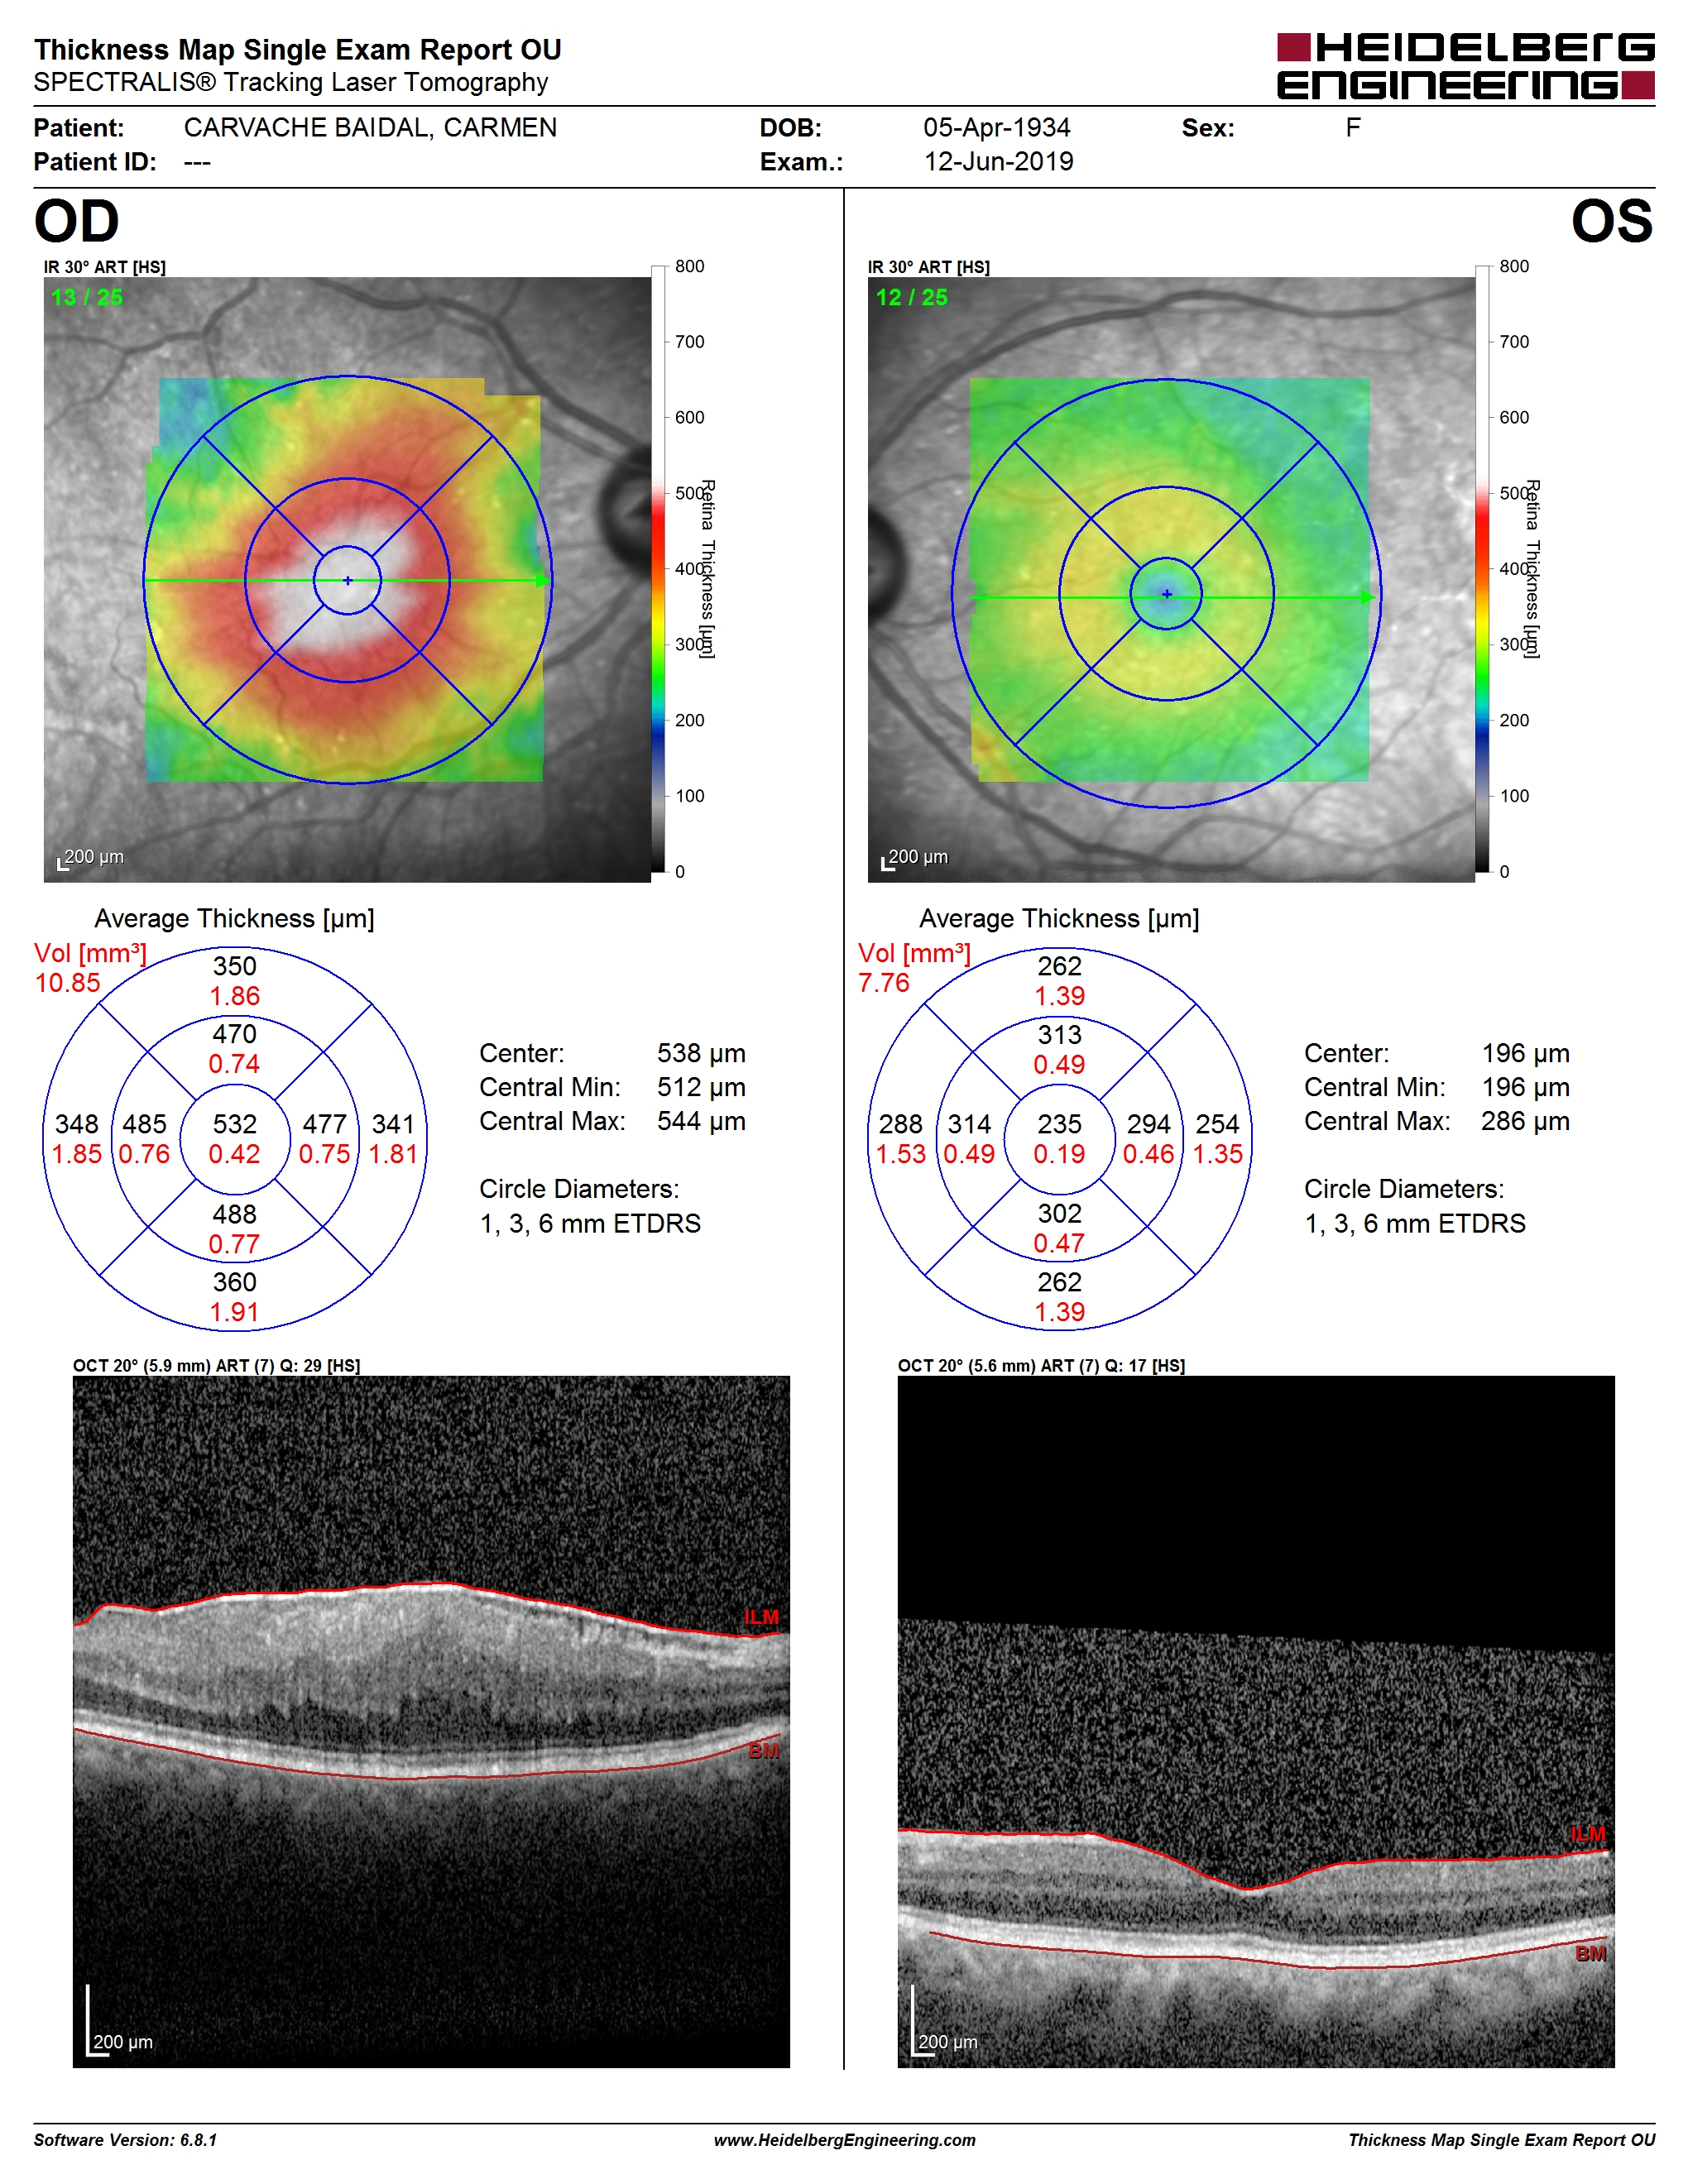 Thickness Map Single Exam Report OU
SPECTRALIS® Tracking Laser Tomography
HEIDELBERG
ENGINEERING
Patient: CARVACHE BAIDAL, CARMEN DOB: 05-Apr-1934 Sex: F
Patient ID: --- Exam.: 12-Jun-2019
OD
IR 30° ART [HS]
13 / 25
200 µm
800
700
600
500
400
300
200
100
0
Retina Thickness [µm]
Average Thickness [µm]
Vol [mm³]
10.85
350
1.86
470
0.74
348 485 532 477 341
1.85 0.76 0.42 0.75 1.81
488
0.77
360
1.91
Center: 538 µm
Central Min: 512 µm
Central Max: 544 µm
Circle Diameters:
1, 3, 6 mm ETDRS
OCT 20° (5.9 mm) ART (7) Q: 29 [HS]
ILM
BM
200 µm
OS
IR 30° ART [HS]
12 / 25
200 µm
800
700
600
500
400
300
200
100
0
Retina Thickness [µm]
Average Thickness [µm]
Vol [mm³]
7.76
262
1.39
313
0.49
288 314 235 294 254
1.53 0.49 0.19 0.46 1.35
302
0.47
262
1.39
Center: 196 µm
Central Min: 196 µm
Central Max: 286 µm
Circle Diameters:
1, 3, 6 mm ETDRS
OCT 20° (5.6 mm) ART (7) Q: 17 [HS]
ILM
BM
200 µm
Software Version: 6.8.1 www.HeidelbergEngineering.com Thickness Map Single Exam Report OU